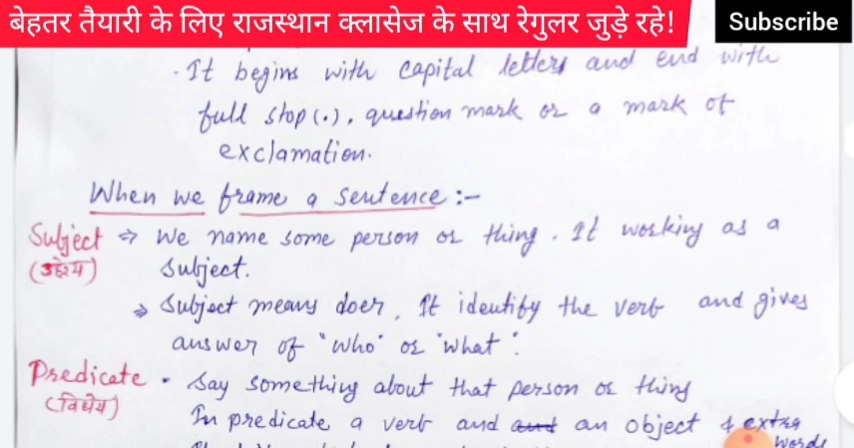 बेहतर तैयारी के लिए राजस्थान क्लासेज के साथ रेगुलर जुड़े रहे!
Subscribe
. It begins with capital letters and end with
full stop (.), question mark or a mark of
exclamation.
When we frame a sentence :-
Subject ⇒ We name some person or thing. It working as a
(उद्देश्य) subject.
⇒ Subject means doer. It identify the verb and gives
answer of "who" or "what".
Predicate • Say something about that person or thing
(विधेय) In predicate a verb and and an object & extra
words